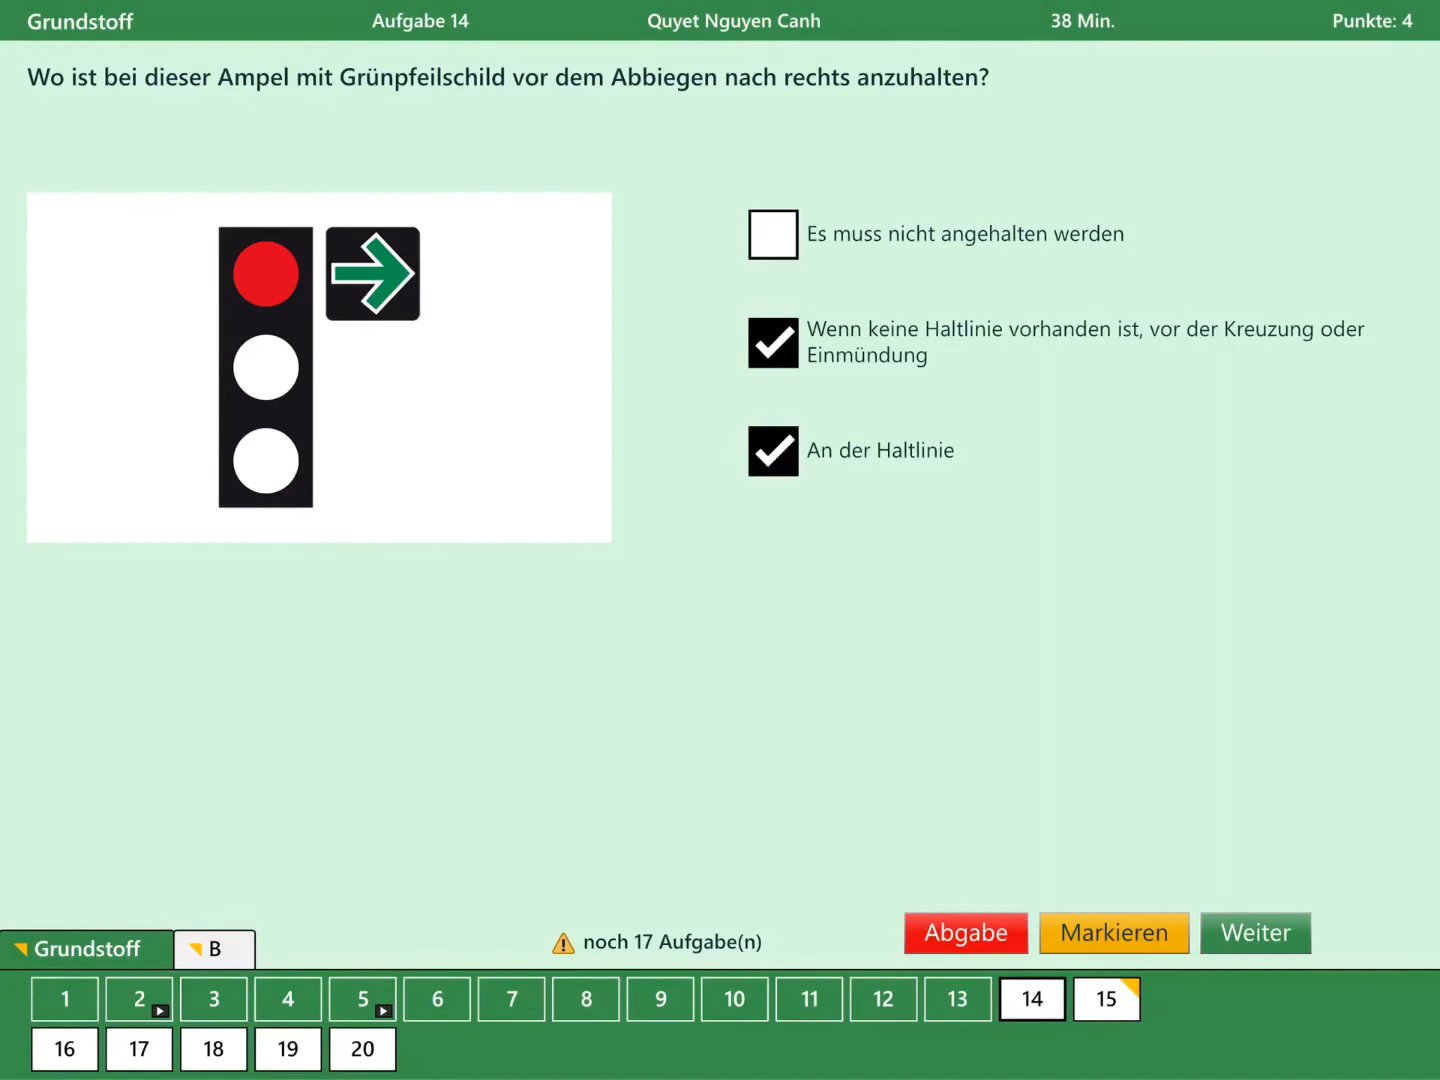 Grundstoff
Aufgabe 14
Quyet Nguyen Canh
38 Min.
Punkte: 4
Wo ist bei dieser Ampel mit Grünpfeilschild vor dem Abbiegen nach rechts anzuhalten?
Es muss nicht angehalten werden
Wenn keine Haltlinie vorhanden ist, vor der Kreuzung oder
Einmündung
An der Haltlinie
noch 17 Aufgabe(n)
Abgabe
Markieren
Weiter
Grundstoff
B
1 2 3 4 5 6 7 8 9 10 11 12 13 14 15
16 17 18 19 20